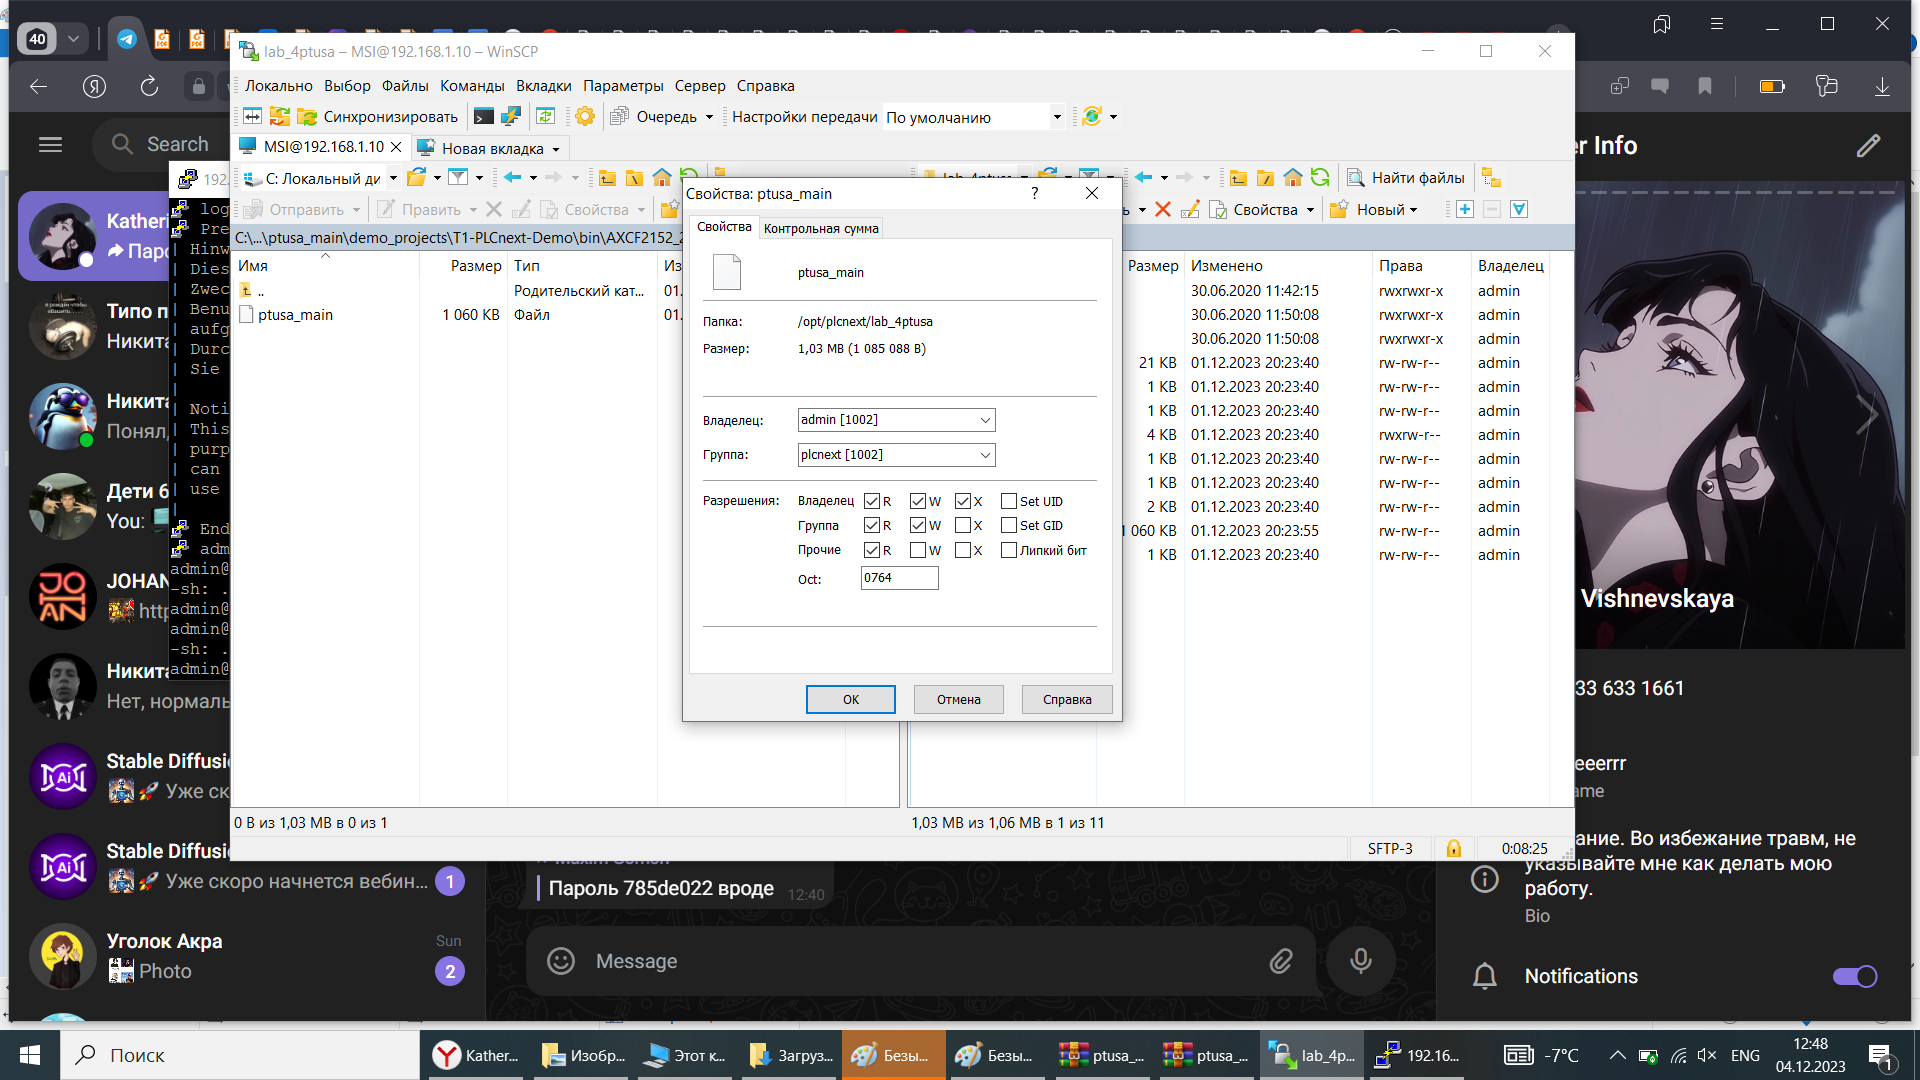 40
lab_4ptusa – MSI@192.168.1.10 – WinSCP
Локально Выбор Файлы Команды Вкладки Параметры Сервер Справка
Синхронизировать Очередь Настройки передачи По умолчанию
MSI@192.168.1.10 Новая вкладка
C: Локальный ди
Найти файлы
Отправить Править Свойства
Свойства Новый
C:\...\ptusa_main\demo_projects\T1-PLCnext-Demo\bin\AXCF2152_2
Имя Размер Тип Из
.. Родительский кат... 01.
ptusa_main 1 060 KB Файл 01.
Размер Изменено Права Владелец
30.06.2020 11:42:15 rwxrwxr-x admin
30.06.2020 11:50:08 rwxrwxr-x admin
30.06.2020 11:50:08 rwxrwxr-x admin
21 KB 01.12.2023 20:23:40 rw-rw-r-- admin
1 KB 01.12.2023 20:23:40 rw-rw-r-- admin
1 KB 01.12.2023 20:23:40 rw-rw-r-- admin
4 KB 01.12.2023 20:23:40 rwxrw-r-- admin
1 KB 01.12.2023 20:23:40 rw-rw-r-- admin
1 KB 01.12.2023 20:23:40 rw-rw-r-- admin
2 KB 01.12.2023 20:23:40 rw-rw-r-- admin
1 060 KB 01.12.2023 20:23:55 rw-rw-r-- admin
1 KB 01.12.2023 20:23:40 rw-rw-r-- admin
0 B из 1,03 MB в 0 из 1
1,03 MB из 1,06 MB в 1 из 11
SFTP-3 0:08:25
Свойства: ptusa_main ?
Свойства Контрольная сумма
ptusa_main
Папка: /opt/plcnext/lab_4ptusa
Размер: 1,03 MB (1 085 088 B)
Владелец: admin [1002]
Группа: plcnext [1002]
Разрешения: Владелец R W X Set UID
Группа R W X Set GID
Прочие R W X Липкий бит
Oct: 0764
OK Отмена Справка
Search
Katheri
Паро
Типо п
Никита
Никита
Понял,
Дети 6
You:
JOHAN
http
JOHAN
Никита
Нет, нормаль
Stable Diffusi
Уже ск
Stable Diffusi
Уже скоро начнется вебин... 1
Уголок Акра Sun
Photo 2
192.
log
Pre
| Hinw
| Dies
| Zwec
| Benu
| aufg
| Durc
| Sie
|
| Noti
| This
| purp
| can
| use
|
End
adm
admin@
-sh: .
admin@
admin@
-sh: .
admin@
Maxim
Пароль 785de022 вроде 12:40
Message
er Info
Vishnevskaya
33 633 1661
eeerrr
ame
ание. Во избежание травм, не
указывайте мне как делать мою
работу.
Bio
Notifications
Поиск
Kather...
Изобр...
Этот к...
Загруз...
Безы...
Безы...
ptusa_...
ptusa_...
lab_4p...
192.16...
-7°C
ENG
12:48
04.12.2023
1